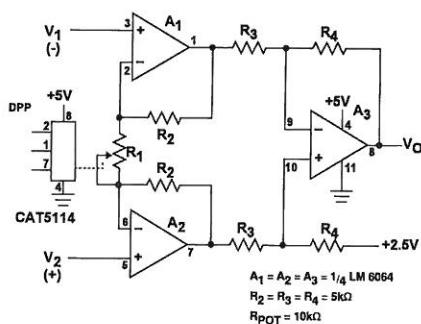 V1
(-)
3
+
A1
1
2
−
R3
R4
R2
DPP
+5V
8
2
1
7
4
CAT5114
R1
R2
+5V
A3
4
9
−
8
VO
10
+
11
6
−
A2
7
V2
(+)
5
+
R3
R4
+2.5V
A1 = A2 = A3 = 1/4 LM 6064
R2 = R3 = R4 = 5kΩ
RPOT = 10kΩ